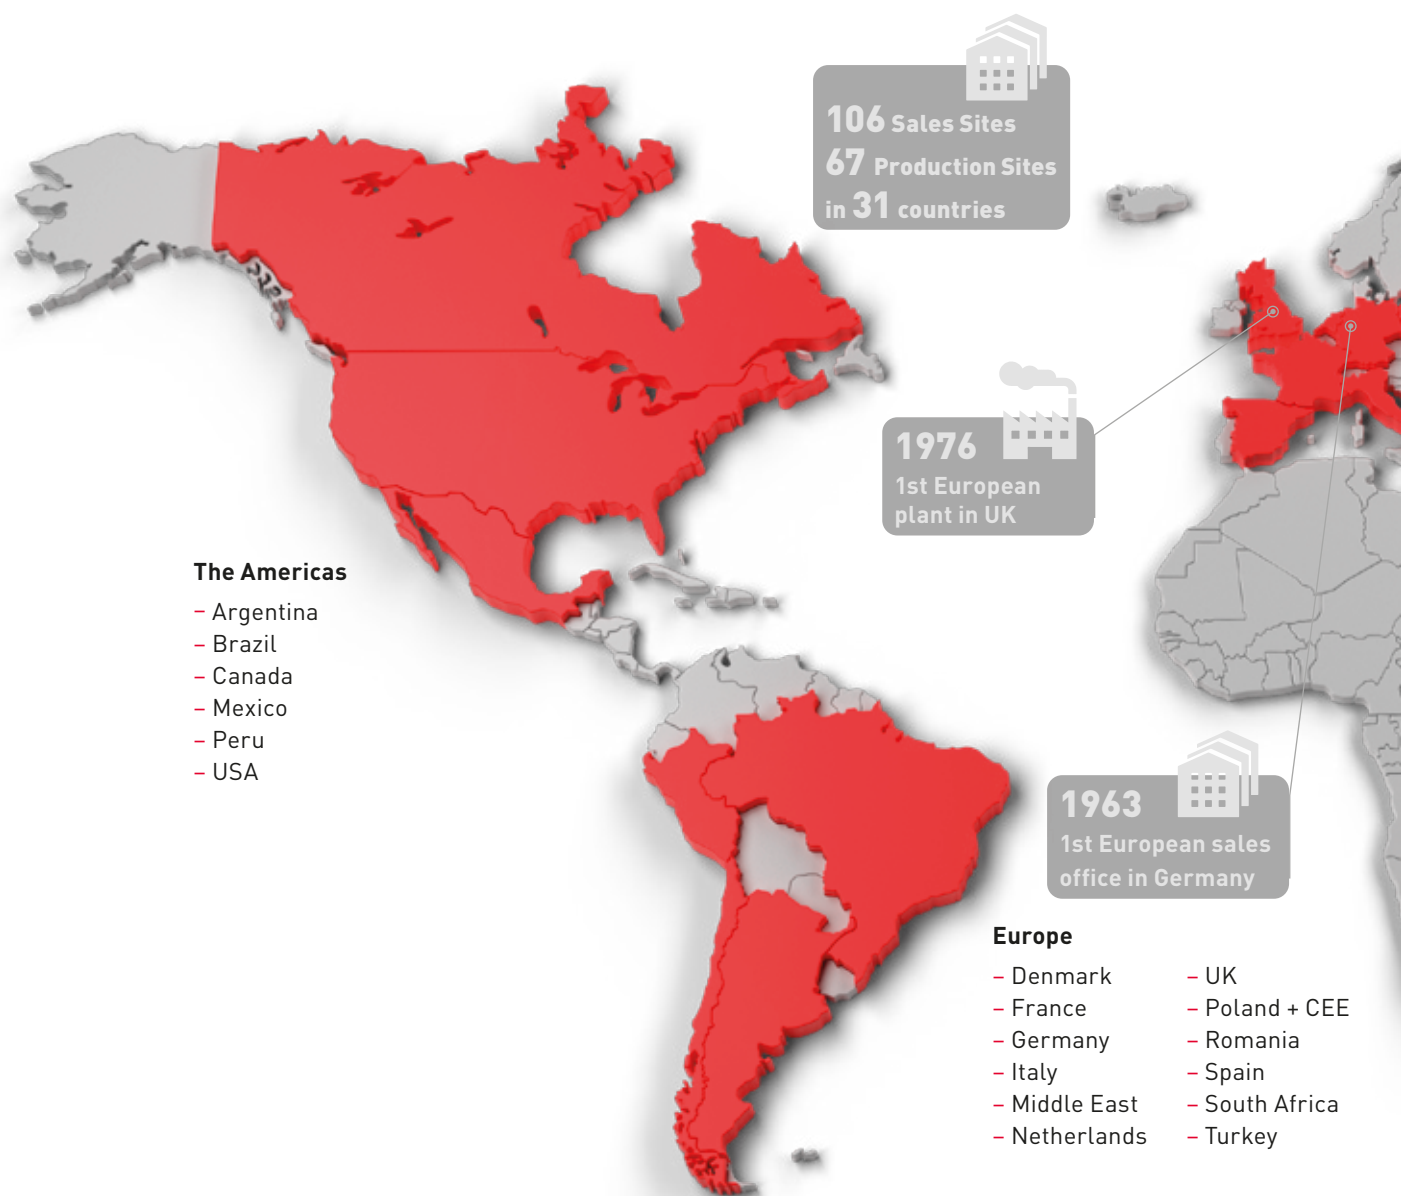 106 Sales Sites
67 Production Sites
in 31 countries
1976
1st European
plant in UK
The Americas
– Argentina
– Brazil
– Canada
– Mexico
– Peru
– USA
1963
1st European sales
office in Germany
Europe
– Denmark
– France
– Germany
– Italy
– Middle East
– Netherlands
– UK
– Poland + CEE
– Romania
– Spain
– South Africa
– Turkey